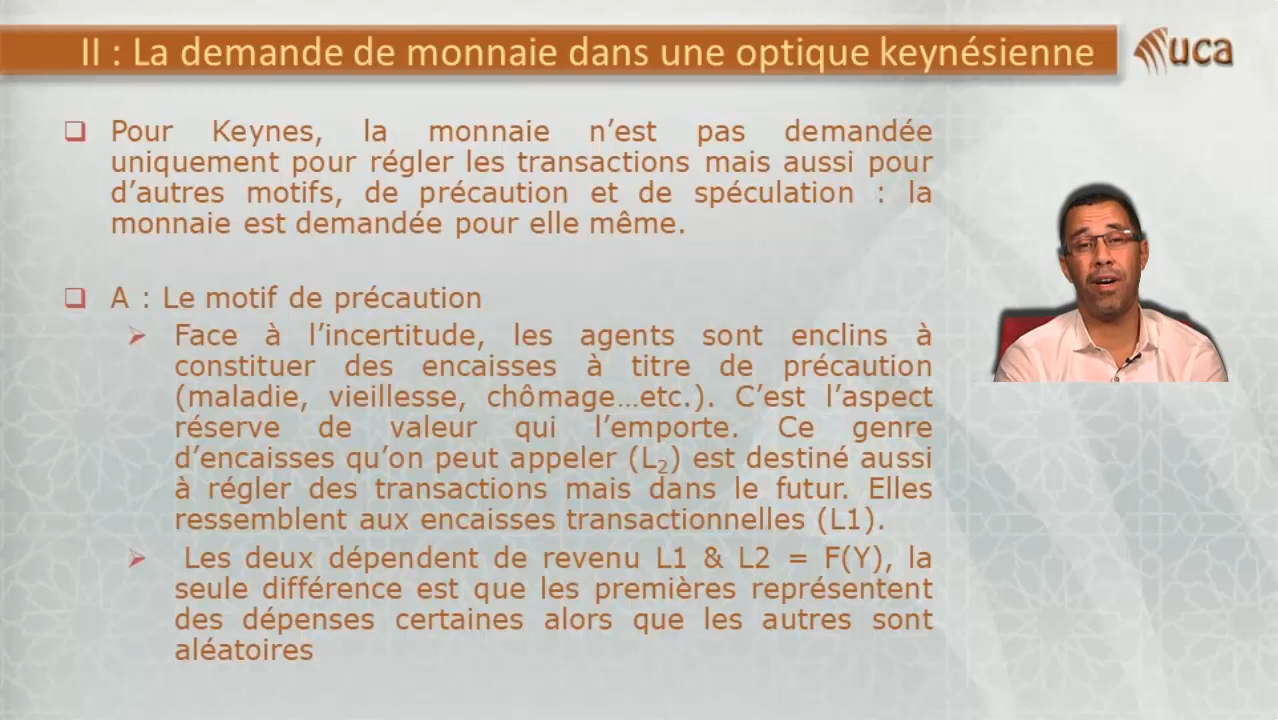 II : La demande de monnaie dans une optique keynésienne
uca
Pour Keynes, la monnaie n’est pas demandée
uniquement pour régler les transactions mais aussi pour
d’autres motifs, de précaution et de spéculation : la
monnaie est demandée pour elle même.
A : Le motif de précaution
Face à l’incertitude, les agents sont enclins à
constituer des encaisses à titre de précaution
(maladie, vieillesse, chômage…etc.). C’est l’aspect
réserve de valeur qui l’emporte. Ce genre
d’encaisses qu’on peut appeler (L₂) est destiné aussi
à régler des transactions mais dans le futur. Elles
ressemblent aux encaisses transactionnelles (L1).
Les deux dépendent de revenu L1 & L2 = F(Y), la
seule différence est que les premières représentent
des dépenses certaines alors que les autres sont
aléatoires